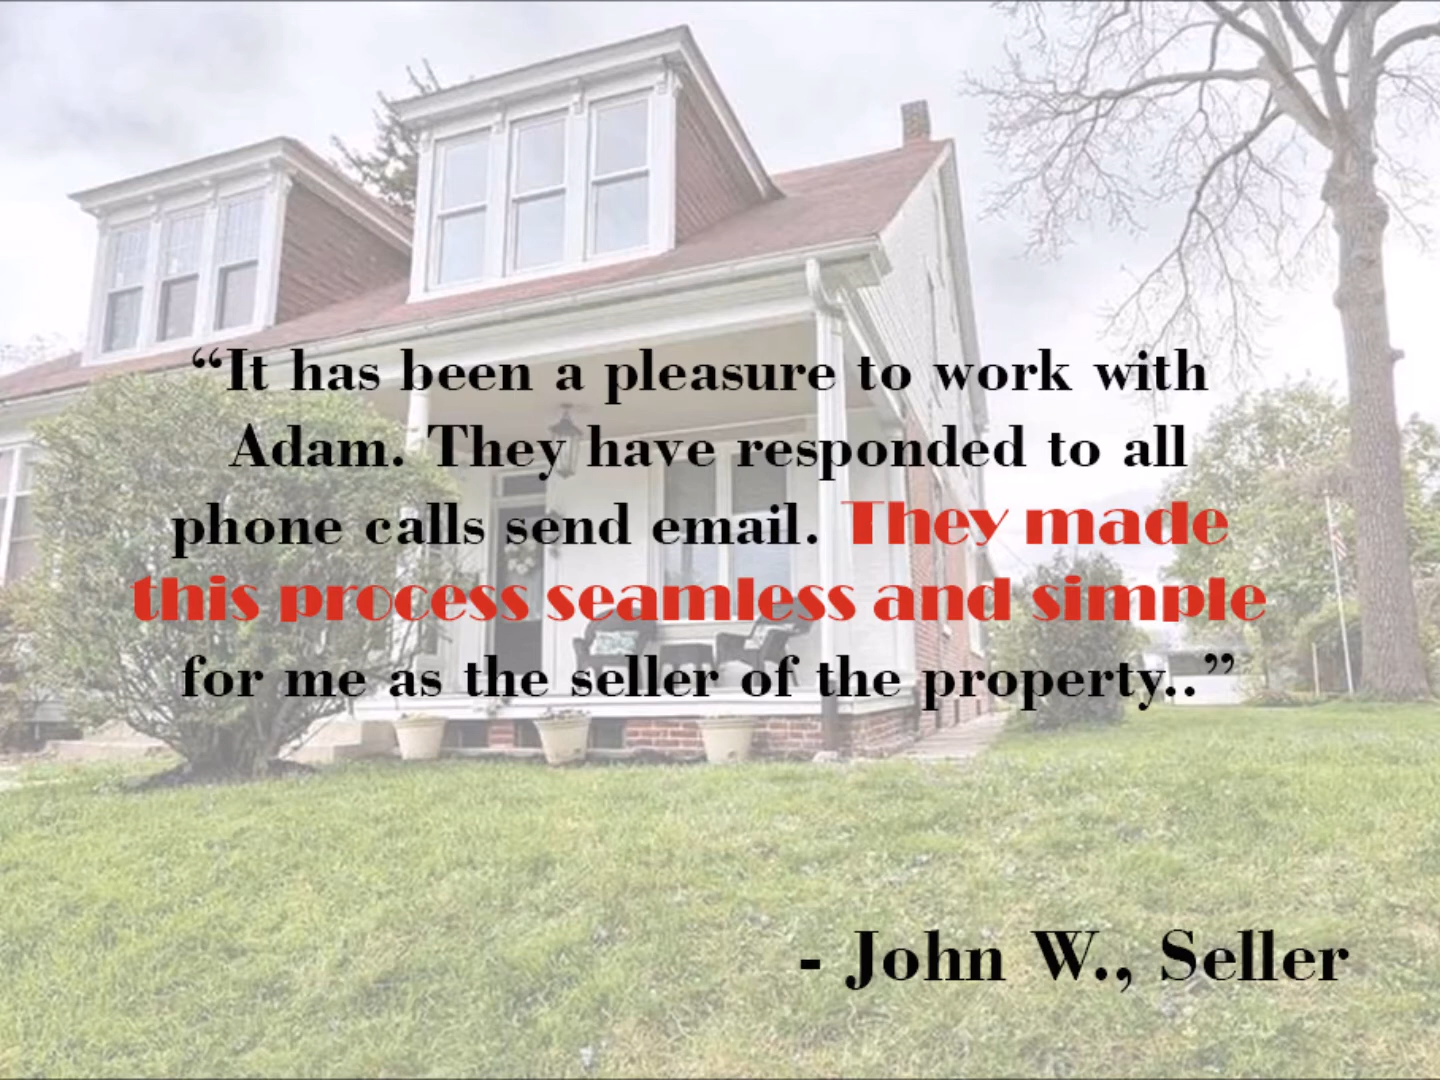 “It has been a pleasure to work with
Adam. They have responded to all
phone calls send email. They made
this process seamless and simple
for me as the seller of the property..”
- John W., Seller